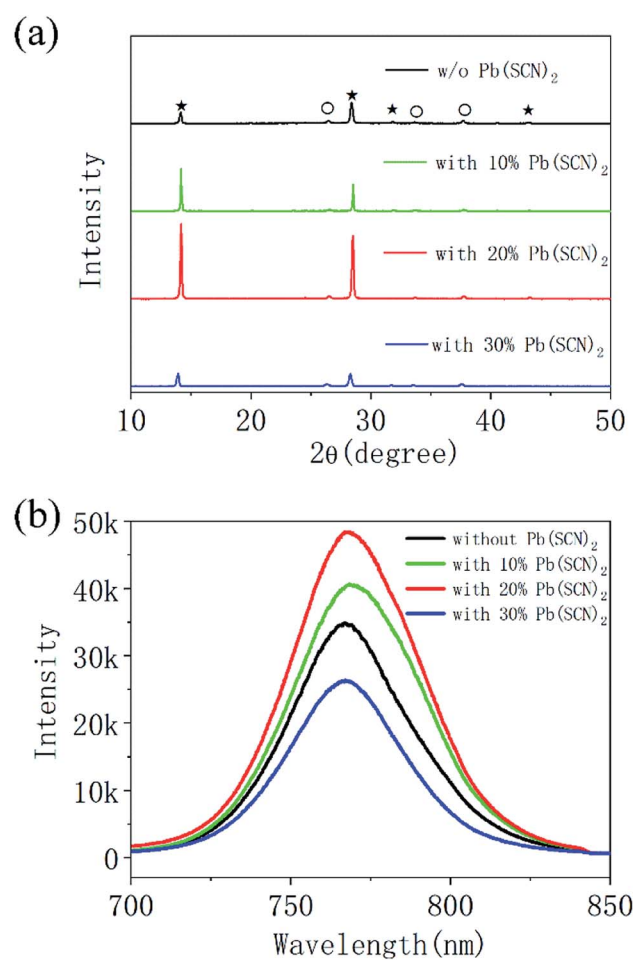 (a)
w/o Pb(SCN)₂
★ ○ ★ ★ ○ ○ ★
with 10% Pb(SCN)₂
with 20% Pb(SCN)₂
with 30% Pb(SCN)₂
Intensity
10 20 30 40 50
2θ(degree)
(b)
50k
40k
30k
20k
10k
0
without Pb(SCN)₂
with 10% Pb(SCN)₂
with 20% Pb(SCN)₂
with 30% Pb(SCN)₂
Intensity
700 750 800 850
Wavelength(nm)